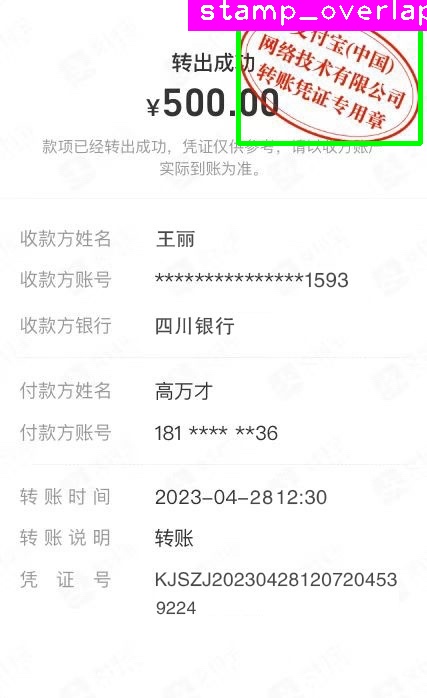 stamp_overlap
转出成功
¥500.00
支付宝(中国)
网络技术有限公司
转账凭证专用章
款项已经转出成功，凭证仅供参考，请以收方账户
实际到账为准。
收款方姓名 王丽
收款方账号 ***************1593
收款方银行 四川银行
付款方姓名 高万才
付款方账号 181 **** **36
转账时间 2023-04-28 12:30
转账说明 转账
凭证号 KJSZJ20230428120720453
9224